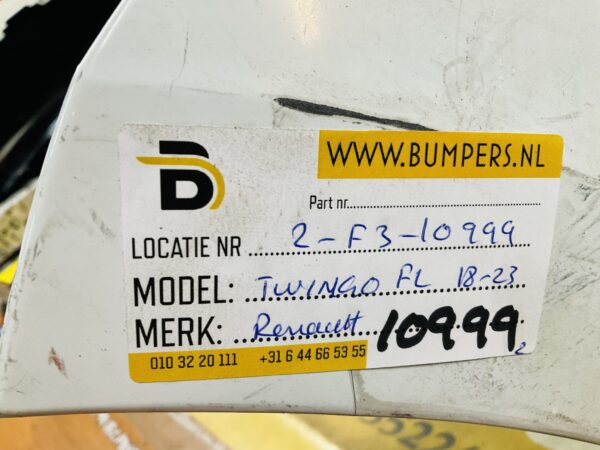 WWW.BUMPERS.NL
Part nr.
LOCATIE NR 2-F3-10999
MODEL: TWINGO FL 18-23
MERK: Renault 10999 2
010 32 20 111 +31 6 44 66 53 55